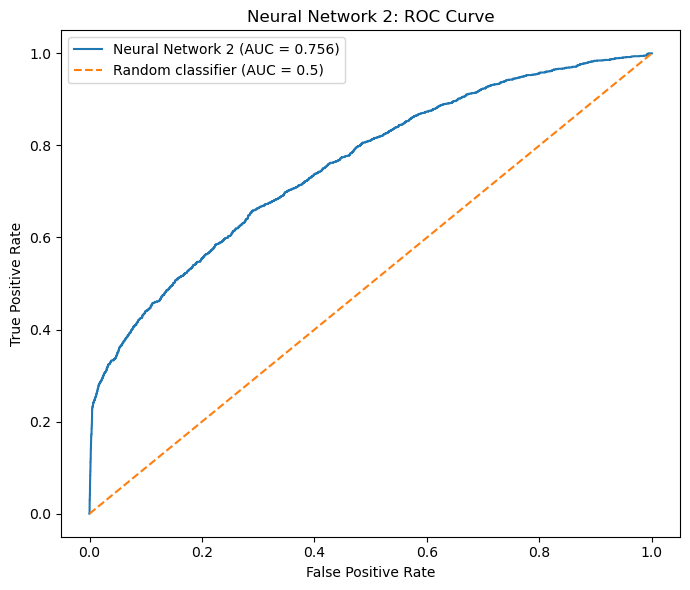 Neural Network 2: ROC Curve
Neural Network 2 (AUC = 0.756)
Random classifier (AUC = 0.5)
True Positive Rate
1.0
0.8
0.6
0.4
0.2
0.0
0.0 0.2 0.4 0.6 0.8 1.0
False Positive Rate